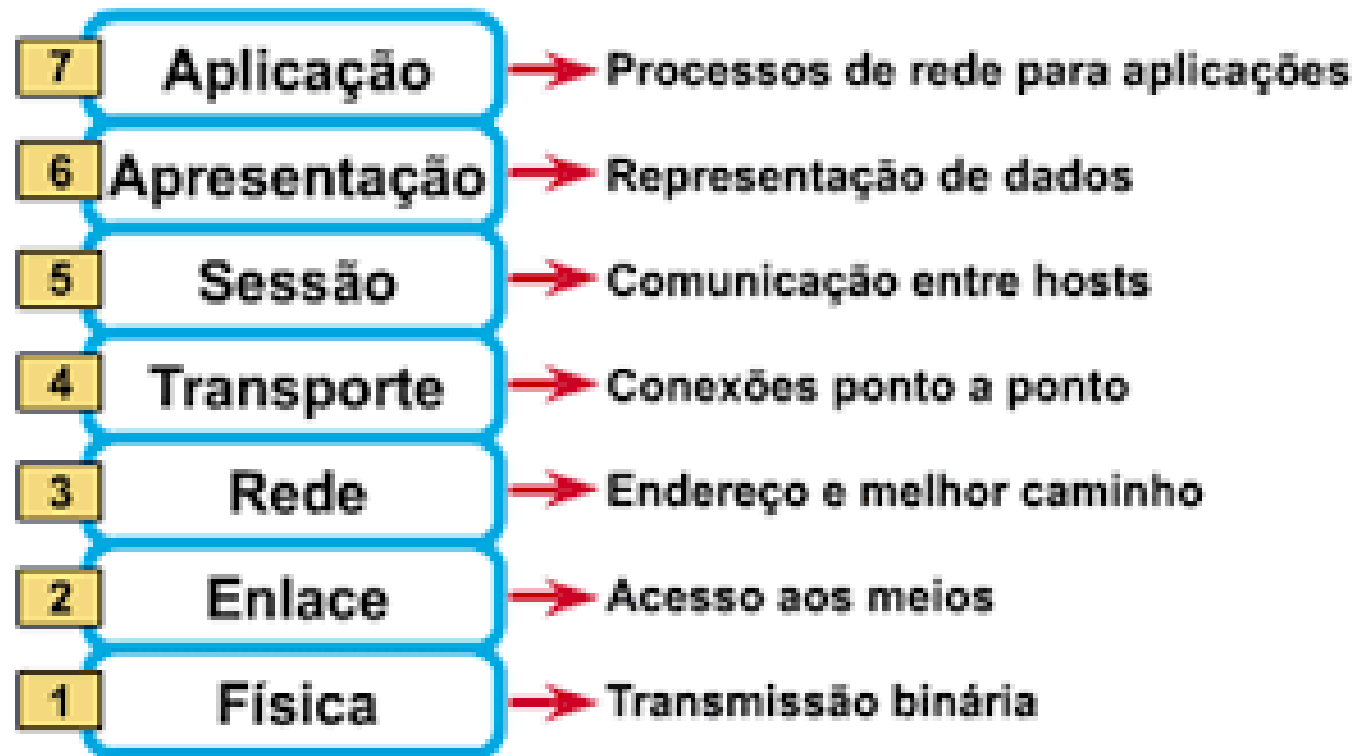 7 Aplicação Processos de rede para aplicações
6 Apresentação Representação de dados
5 Sessão Comunicação entre hosts
4 Transporte Conexões ponto a ponto
3 Rede Endereço e melhor caminho
2 Enlace Acesso aos meios
1 Física Transmissão binária